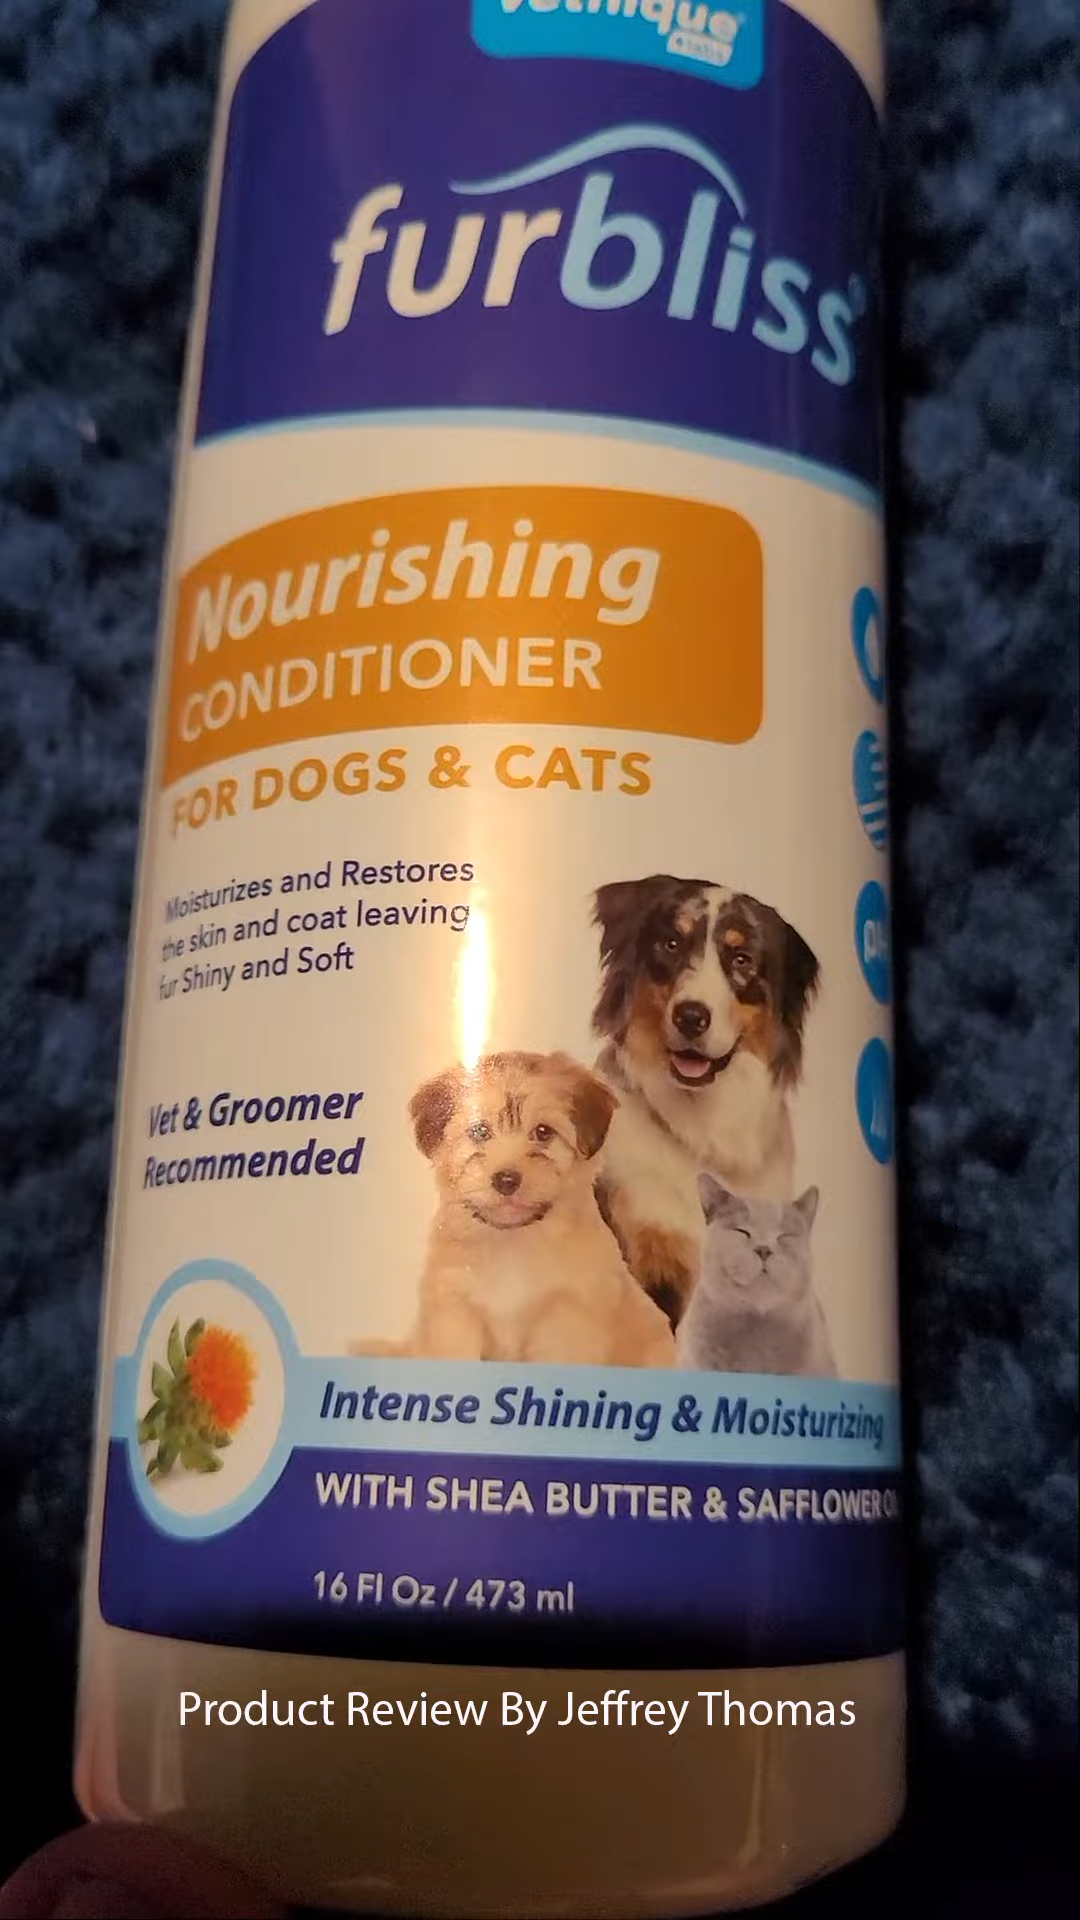 Vetnique
Labs
furbliss®
Nourishing
CONDITIONER
FOR DOGS & CATS
Moisturizes and Restores
the skin and coat leaving
fur Shiny and Soft
Vet & Groomer
Recommended
Intense Shining & Moisturizing
WITH SHEA BUTTER & SAFFLOWER
16 Fl Oz / 473 ml
Product Review By Jeffrey Thomas